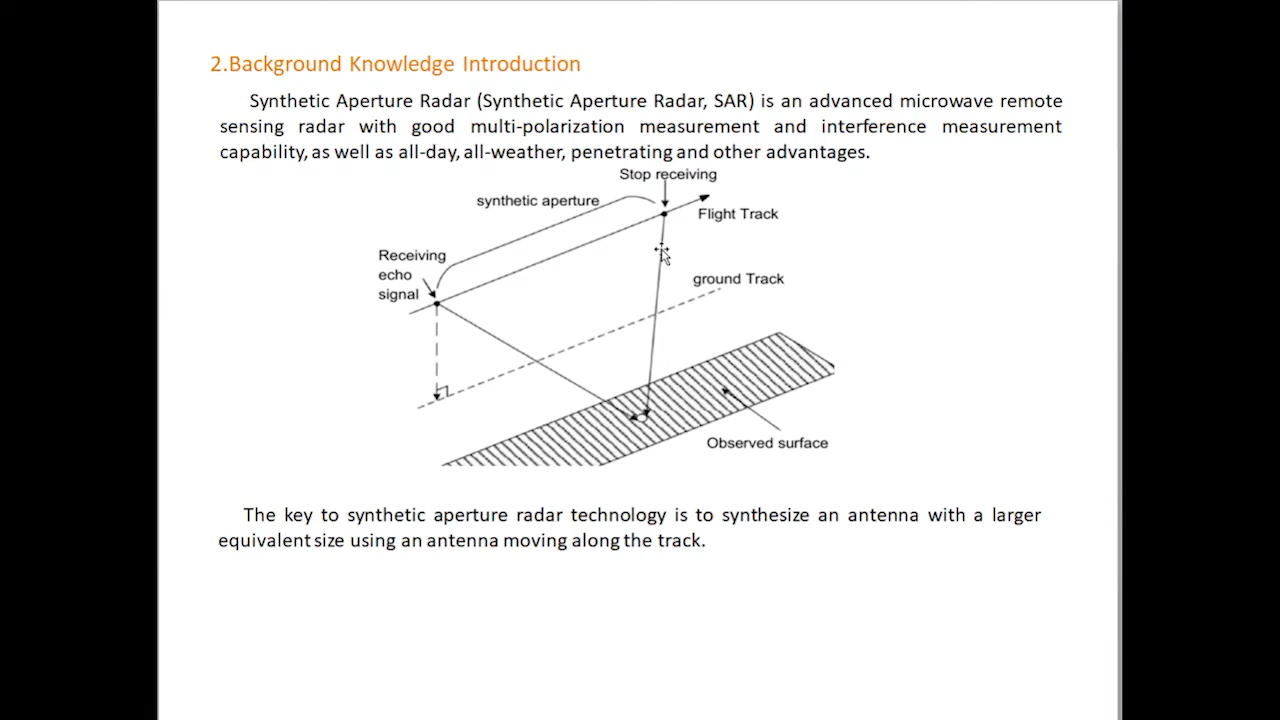 2.Background Knowledge Introduction
Synthetic Aperture Radar (Synthetic Aperture Radar, SAR) is an advanced microwave remote
sensing radar with good multi-polarization measurement and interference measurement
capability, as well as all-day, all-weather, penetrating and other advantages.
Stop receiving
synthetic aperture
Flight Track
Receiving
echo
signal
ground Track
Observed surface
The key to synthetic aperture radar technology is to synthesize an antenna with a larger
equivalent size using an antenna moving along the track.